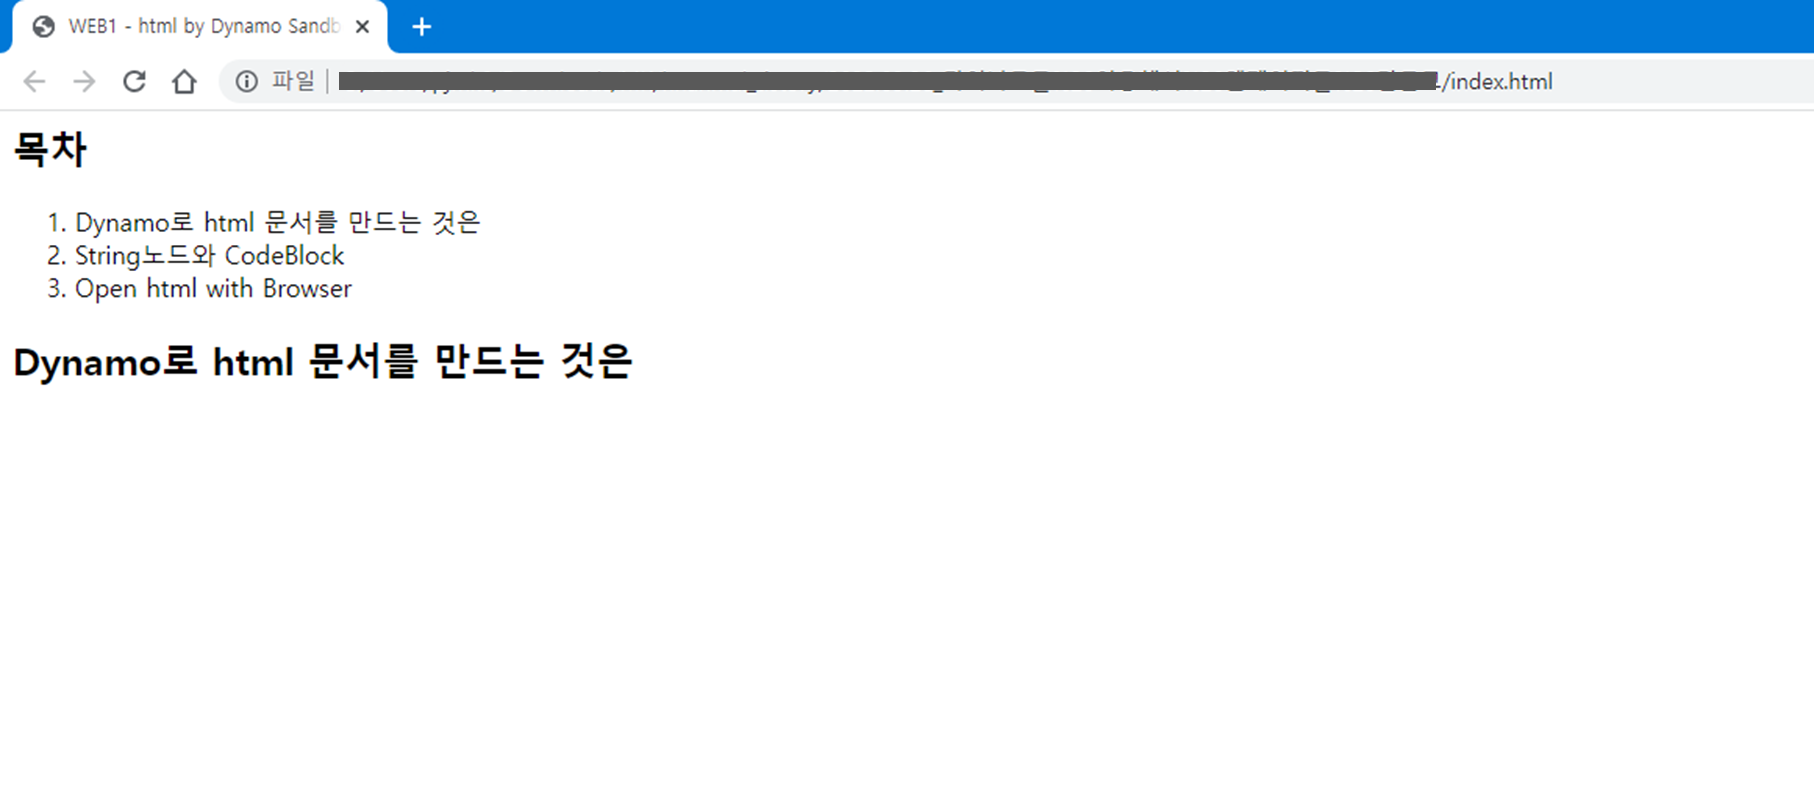 WEB1 - html by Dynamo Sandb
파일
/index.html
목차
1. Dynamo로 html 문서를 만드는 것은
2. String노드와 CodeBlock
3. Open html with Browser
Dynamo로 html 문서를 만드는 것은